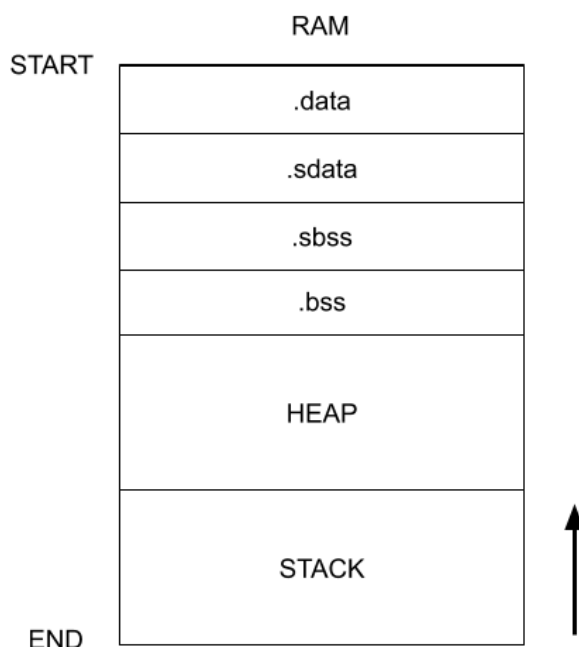 RAM
START
.data
.sdata
.sbss
.bss
HEAP
STACK
END